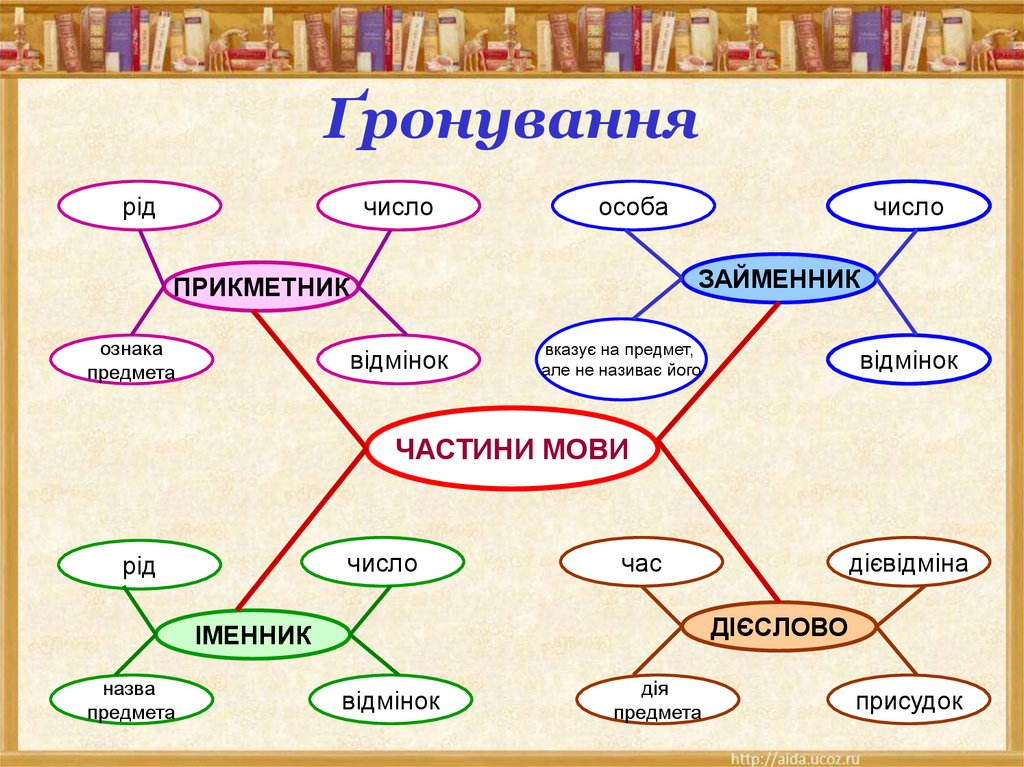 Ґронування
рід
число
особа
число
ПРИКМЕТНИК
ЗАЙМЕННИК
ознака
предмета
відмінок
вказує на предмет,
але не називає його
відмінок
ЧАСТИНИ МОВИ
рід
число
час
дієвідміна
ІМЕННИК
ДІЄСЛОВО
назва
предмета
відмінок
дія
предмета
присудок
http://aida.ucoz.ru